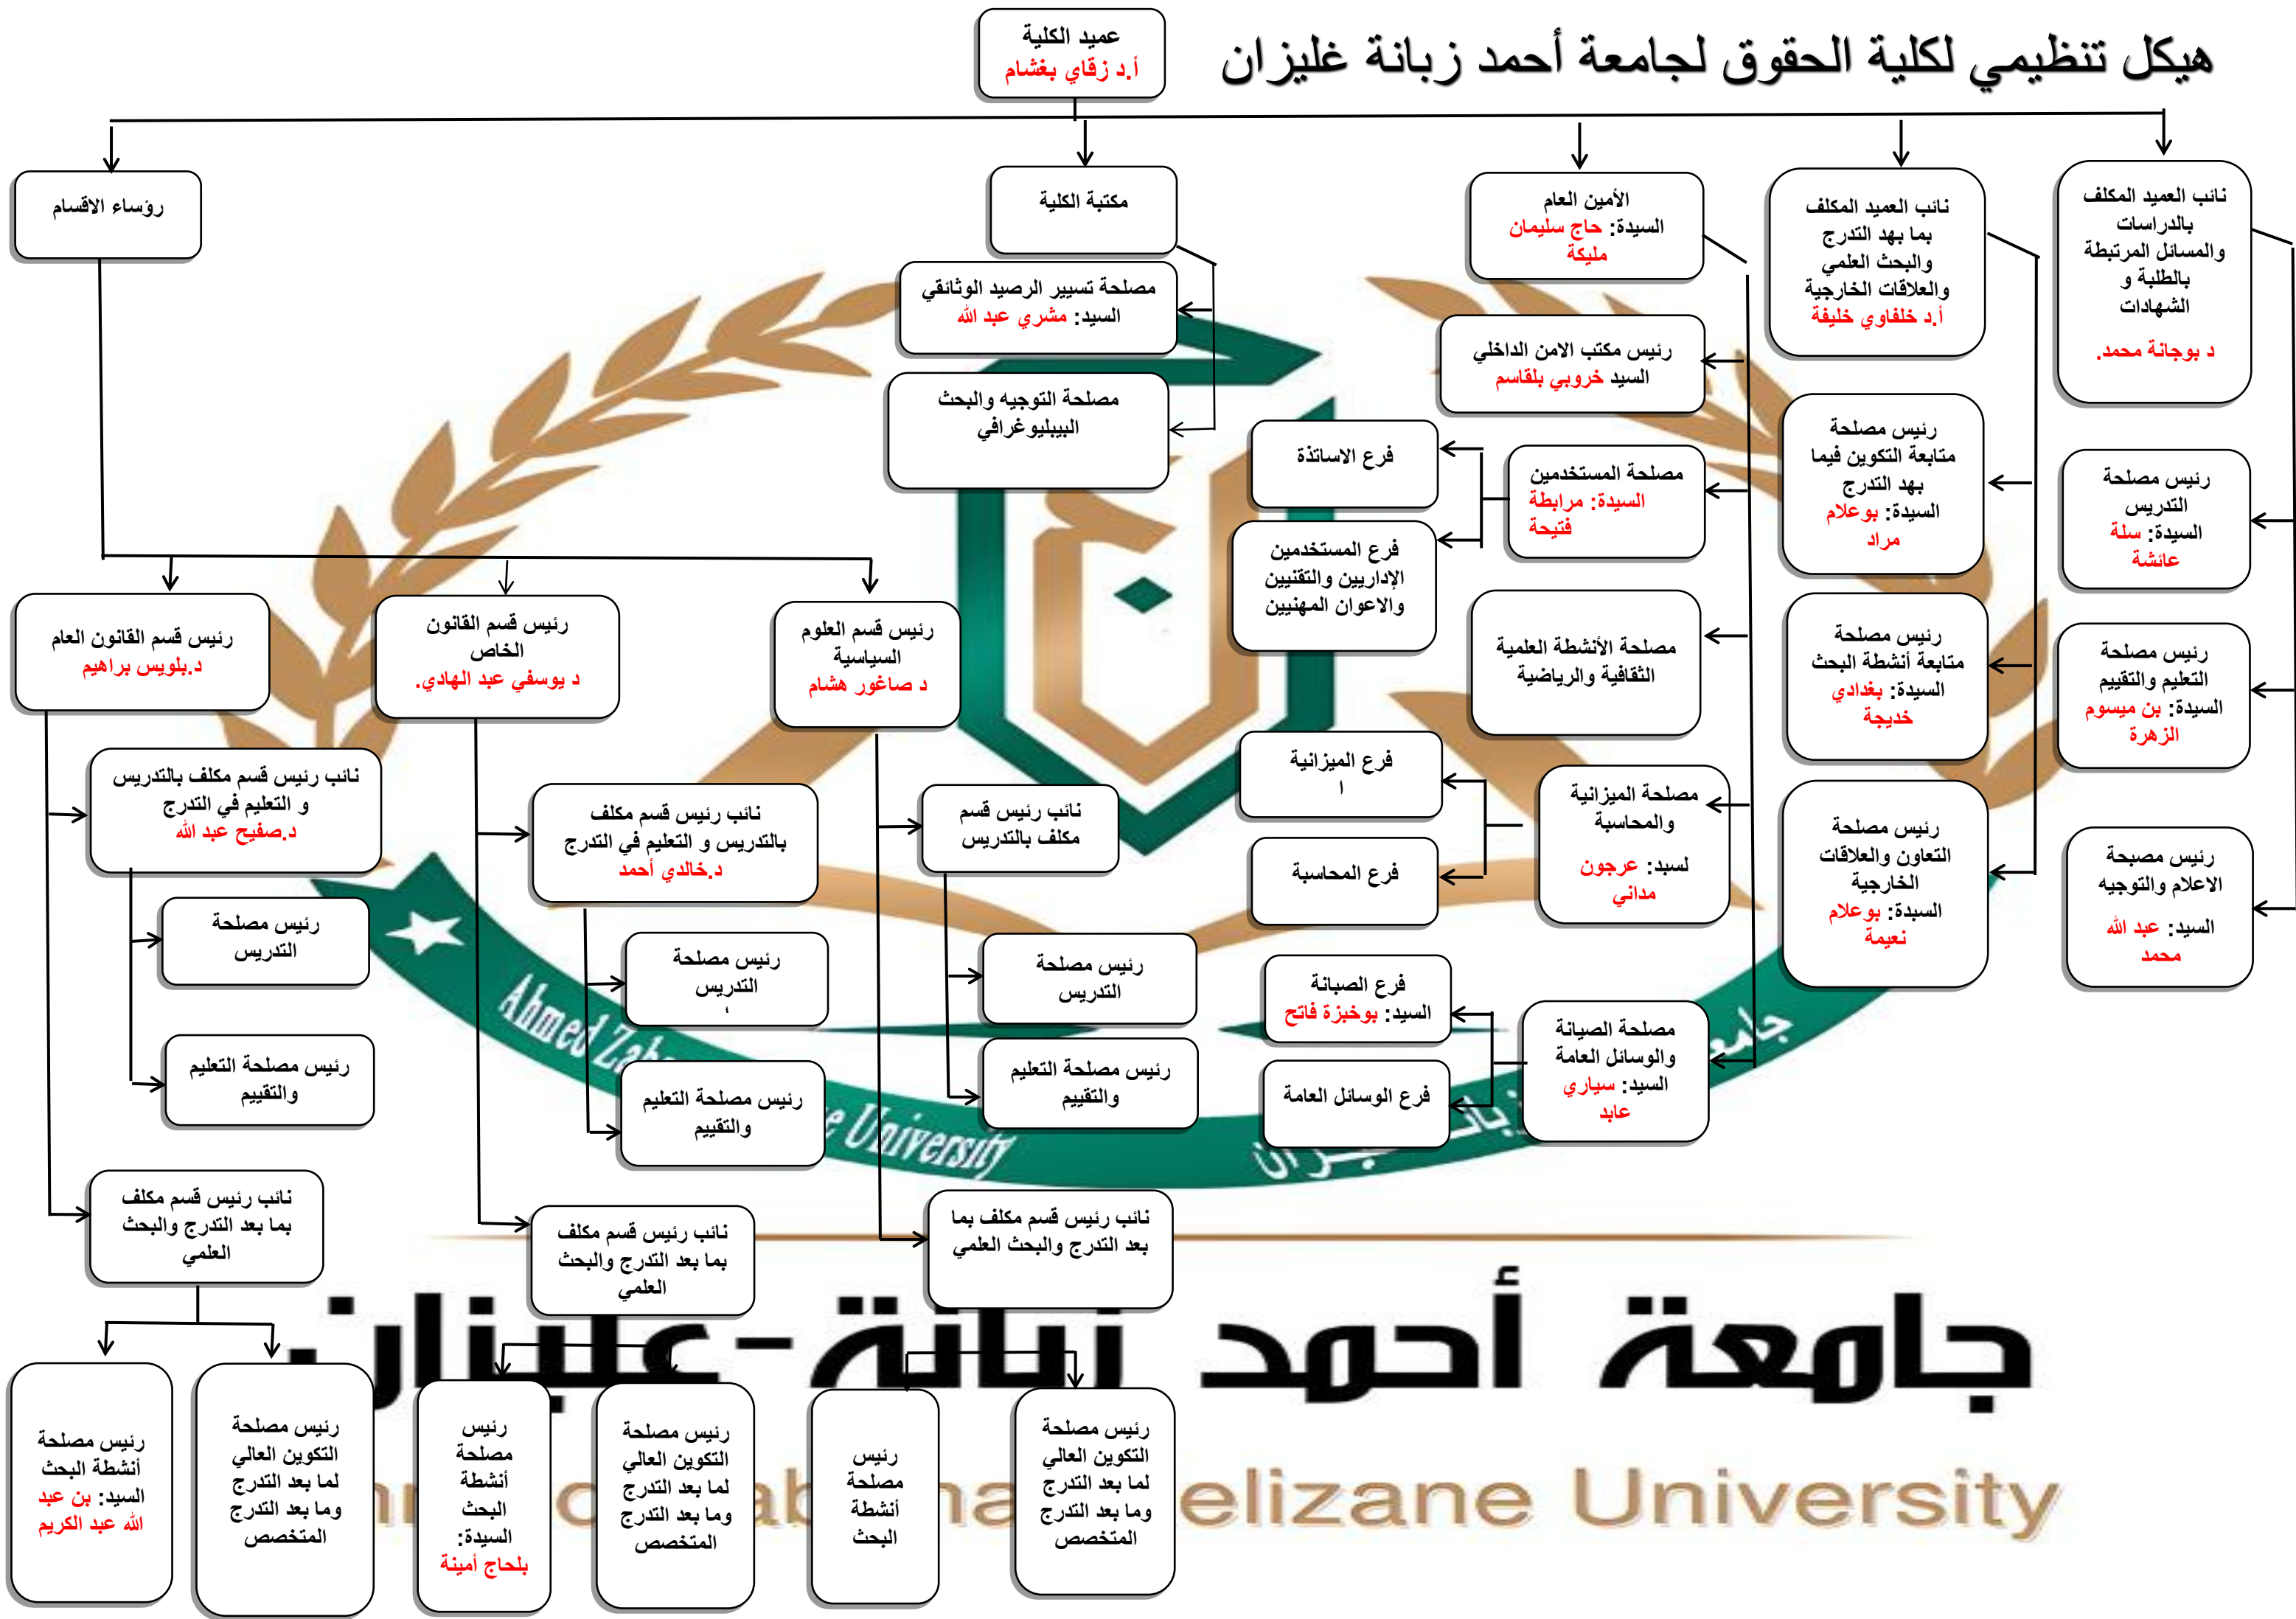 هيكل تنظيمي لكلية الحقوق لجامعة أحمد زبانة غليزان
عميد الكلية
أ.د زقاي بغشام
نائب العميد المكلف
بالدراسات
والمسائل المرتبطة
بالطلبة و
الشهادات
د بوجانة محمد.
نائب العميد المكلف
بما بهد التدرج
والبحث العلمي
والعلاقات الخارجية
أ.د خلفاوي خليفة
الأمين العام
السيدة: حاج سليمان
مليكة
مكتبة الكلية
رؤساء الاقسام
رئيس مصلحة
التدريس
السيدة: سلة
عائشة
رئيس مصلحة
التعليم والتقييم
السيدة: بن ميسوم
الزهرة
رئيس مصبحة
الاعلام والتوجيه
السيد: عبد الله
محمد
رئيس مصلحة
متابعة التكوين فيما
بهد التدرج
السيدة: بوعلام
مراد
رئيس مصلحة
متابعة أنشطة البحث
السيدة: بغدادي
خديجة
رئيس مصلحة
التعاون والعلاقات
الخارجية
السبدة: بوعلام
نعيمة
رئيس مكتب الامن الداخلي
السيد خروبي بلقاسم
مصلحة المستخدمين
السيدة: مرابطة
فتيحة
فرع الاساتذة
فرع المستخدمين
الإداريين والتقنيين
والاعوان المهنيين
مصلحة الأنشطة العلمية
الثقافية والرياضية
مصلحة الميزانية
والمحاسبة
لسبد: عرجون
مداني
فرع الميزانية
ا
فرع المحاسبة
مصلحة الصيانة
والوسائل العامة
السيد: سياري
عابد
فرع الصبانة
السيد: بوخبزة فاتح
فرع الوسائل العامة
مصلحة تسيير الرصيد الوثائقي
السيد: مشري عبد الله
مصلحة التوجيه والبحث
البيبليوغرافي
رئيس قسم العلوم
السياسية
د صاغور هشام
نائب رئيس قسم
مكلف بالتدريس
رئيس مصلحة
التدريس
رئيس مصلحة التعليم
والتقييم
نائب رئيس قسم مكلف بما
بعد التدرج والبحث العلمي
رئيس مصلحة
التكوين العالي
لما بعد التدرج
وما بعد التدرج
المتخصص
رئيس
مصلحة
أنشطة
البحث
رئيس قسم القانون
الخاص
د يوسفي عبد الهادي.
نائب رئيس قسم مكلف
بالتدريس و التعليم في التدرج
د.خالدي أحمد
رئيس مصلحة
التدريس
رئيس مصلحة التعليم
والتقييم
نائب رئيس قسم مكلف
بما بعد التدرج والبحث
العلمي
رئيس مصلحة
التكوين العالي
لما بعد التدرج
وما بعد التدرج
المتخصص
رئيس
مصلحة
أنشطة
البحث
السيدة:
بلحاج أمينة
رئيس قسم القانون العام
د.بلويس براهيم
نائب رئيس قسم مكلف بالتدريس
و التعليم في التدرج
د.صفيح عبد الله
رئيس مصلحة
التدريس
رئيس مصلحة التعليم
والتقييم
نائب رئيس قسم مكلف
بما بعد التدرج والبحث
العلمي
رئيس مصلحة
التكوين العالي
لما بعد التدرج
وما بعد التدرج
المتخصص
رئيس مصلحة
أنشطة البحث
السيد: بن عبد
الله عبد الكريم
Ahmed University
جامعة أحمد زبانة-غليزان
elizane University